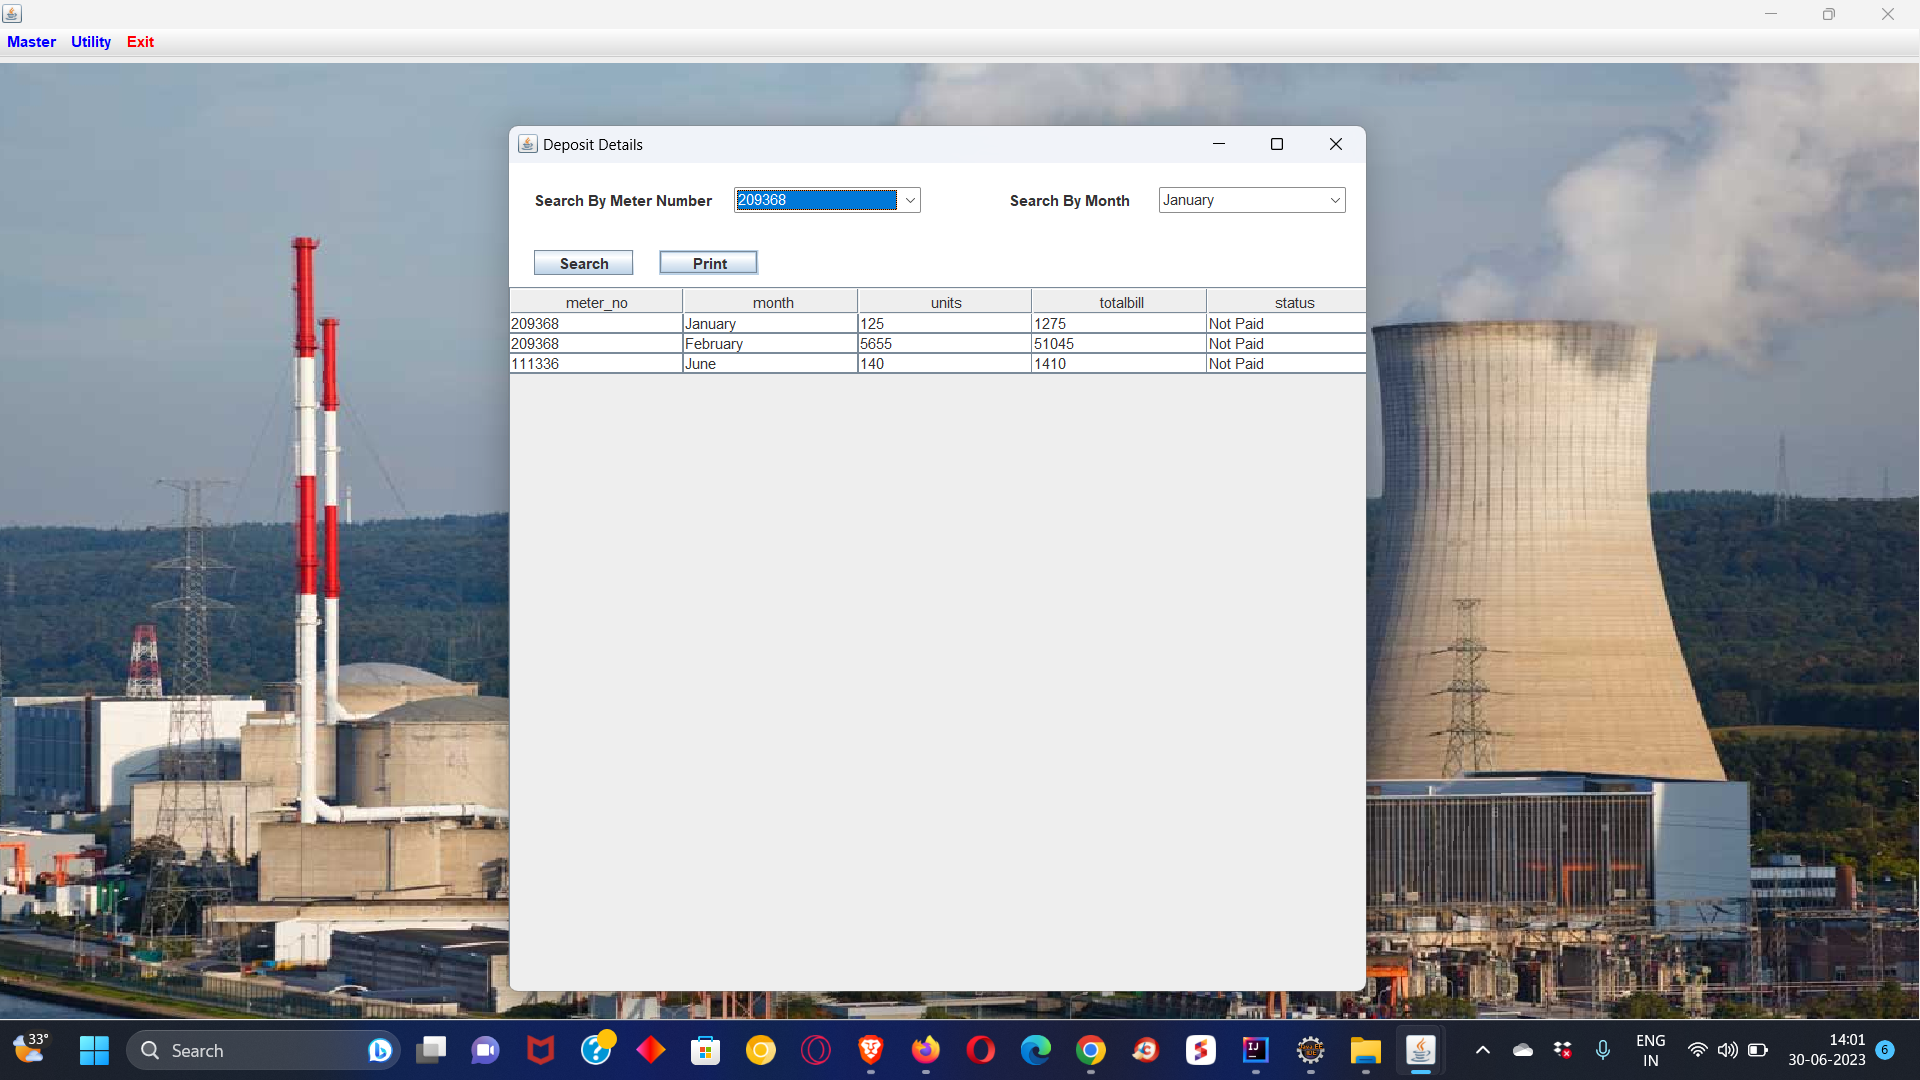 Master Utility Exit
Deposit Details
Search By Meter Number 209368 Search By Month January
Search Print
meter_no month units totalbill status
209368 January 125 1275 Not Paid
209368 February 5655 51045 Not Paid
111336 June 140 1410 Not Paid
33°
Search
ENG
IN
14:01
30-06-2023
6